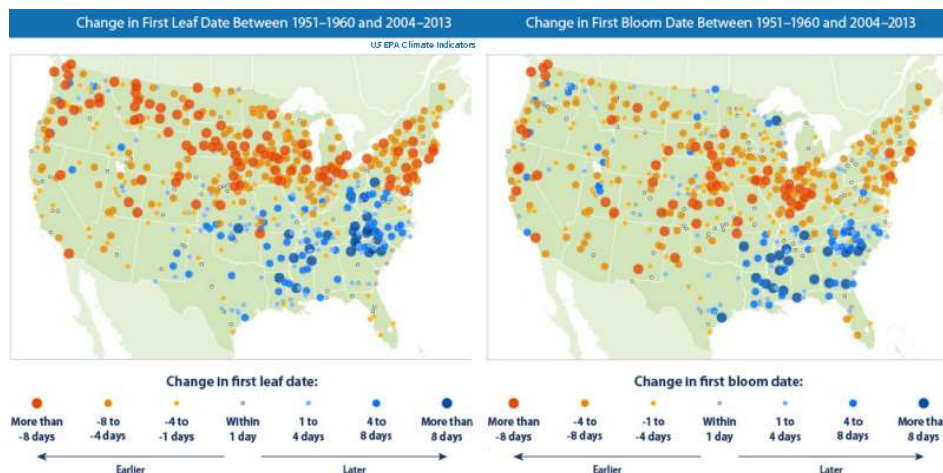 Change in First Leaf Date Between 1951–1960 and 2004–2013
US EPA Climate Indicators
Change in first leaf date:
More than -8 days
-8 to -4 days
-4 to -1 days
Within 1 day
1 to 4 days
4 to 8 days
More than 8 days
Earlier
Later
Change in First Bloom Date Between 1951–1960 and 2004–2013
Change in first bloom date:
More than -8 days
-4 to -8 days
-1 to -4 days
Within 1 day
1 to 4 days
4 to 8 days
More than 8 days
Earlier
Later